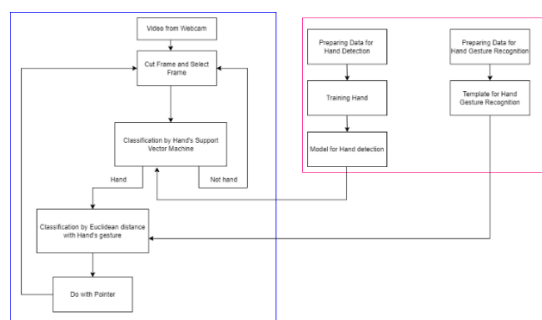 Video from Webcam
Cut Frame and Select
Frame
Classification by Hand's Support
Vector Machine
Hand
Not hand
Classification by Euclidean distance
with Hand's gesture
Do with Pointer
Preparing Data for
Hand Detection
Training Hand
Model for Hand detection
Preparing Data for
Hand Gesture Recognition
Template for Hand
Gesture Recognition